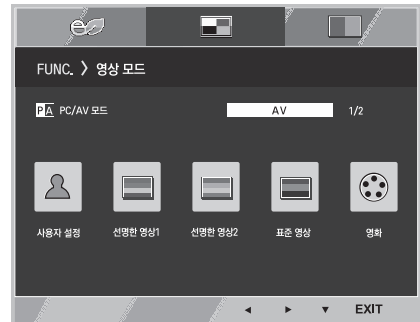 FUNC. 〉 영상 모드
PA PC/AV 모드 AV 1/2
사용자 설정 선명한 영상1 선명한 영상2 표준 영상 영화
◄ ► ▼ EXIT